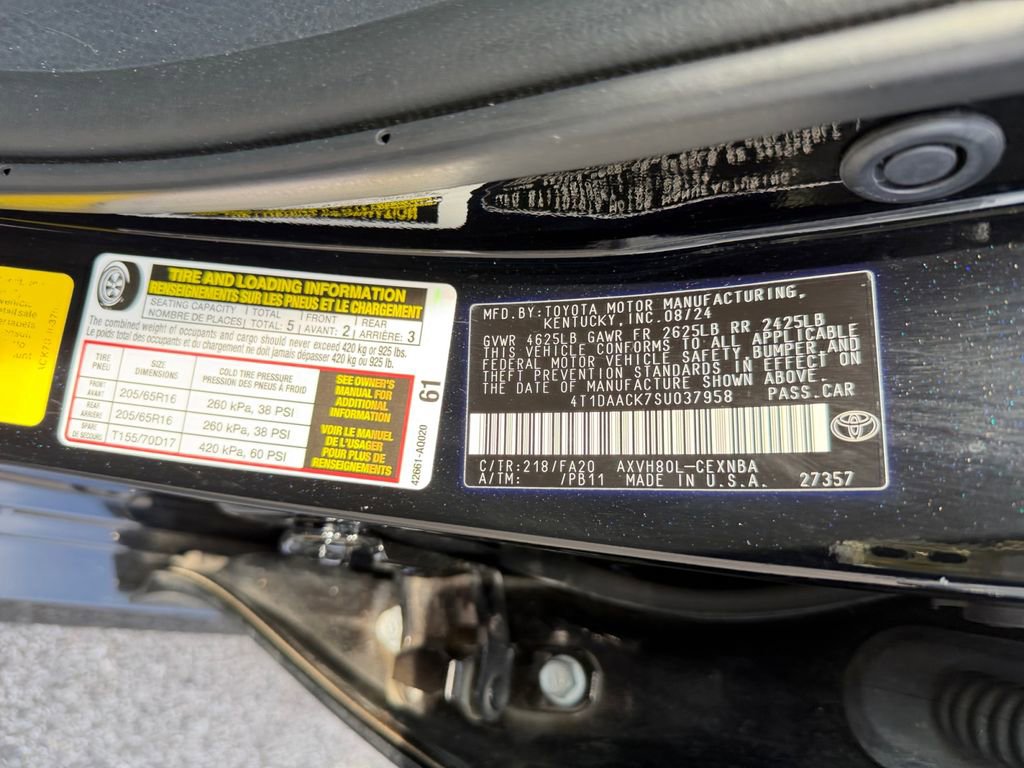 TIRE AND LOADING INFORMATION
RENSEIGNEMENTS SUR LES PNEUS ET LE CHARGEMENT
SEATING CAPACITY
NOMBRE DE PLACES
TOTAL
TOTAL: 5
FRONT
AVANT: 2
REAR
ARRIÈRE: 3
The combined weight of occupants and cargo should never exceed 420 kg or 925 lbs.
Le poids total des occupants et du chargement ne doit jamais dépasser 420 kg ou 925 lb.
TIRE
PNEU
SIZE
DIMENSIONS
COLD TIRE PRESSURE
PRESSION DES PNEUS À FROID
FRONT
AVANT
205/65R16
260 kPa, 38 PSI
REAR
ARRIÈRE
205/65R16
260 kPa, 38 PSI
SPARE
DE SECOURS
T155/70D17
420 kPa, 60 PSI
SEE OWNER'S
MANUAL FOR
ADDITIONAL
INFORMATION
VOIR LE MANUEL
DE L'USAGER
POUR PLUS DE
RENSEIGNEMENTS
61
42661-AQ020
MFD.BY:TOYOTA MOTOR MANUFACTURING,
KENTUCKY, INC.08/24
GVWR 4625LB GAWR FR 2625LB RR 2425LB
THIS VEHICLE CONFORMS TO ALL APPLICABLE
FEDERAL MOTOR VEHICLE SAFETY,BUMPER AND
THEFT PREVENTION STANDARDS IN EFFECT ON
THE DATE OF MANUFACTURE SHOWN ABOVE.
4T1DAACK7SU037958 PASS.CAR
C/TR:218/FA20 AXVH80L-CEXNBA
A/TM: /PB11 MADE IN U.S.A. 27357